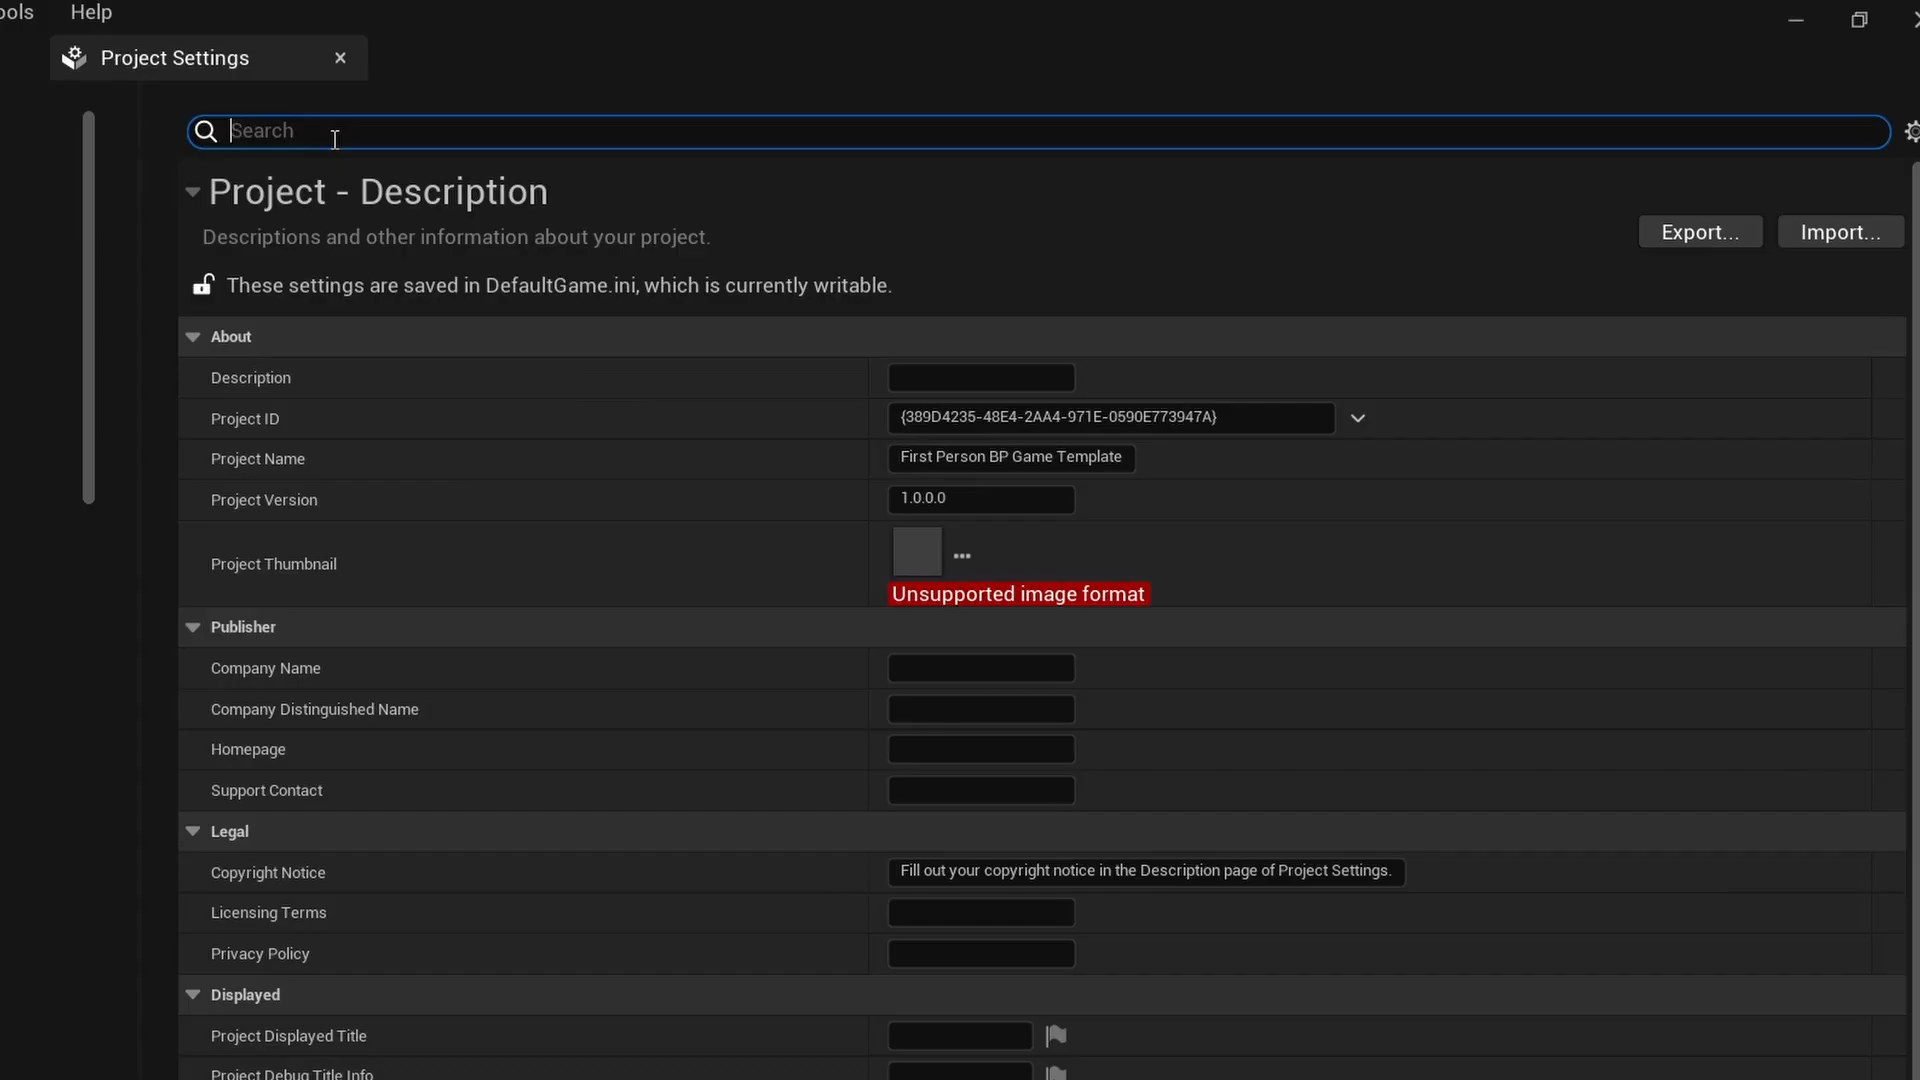 ools Help
Project Settings
Search
Project - Description
Descriptions and other information about your project.
Export... Import...
These settings are saved in DefaultGame.ini, which is currently writable.
About
Description
Project ID {389D4235-48E4-2AA4-971E-0590E773947A}
Project Name First Person BP Game Template
Project Version 1.0.0.0
Project Thumbnail
Unsupported image format
Publisher
Company Name
Company Distinguished Name
Homepage
Support Contact
Legal
Copyright Notice Fill out your copyright notice in the Description page of Project Settings.
Licensing Terms
Privacy Policy
Displayed
Project Displayed Title
Project Debug Title Info